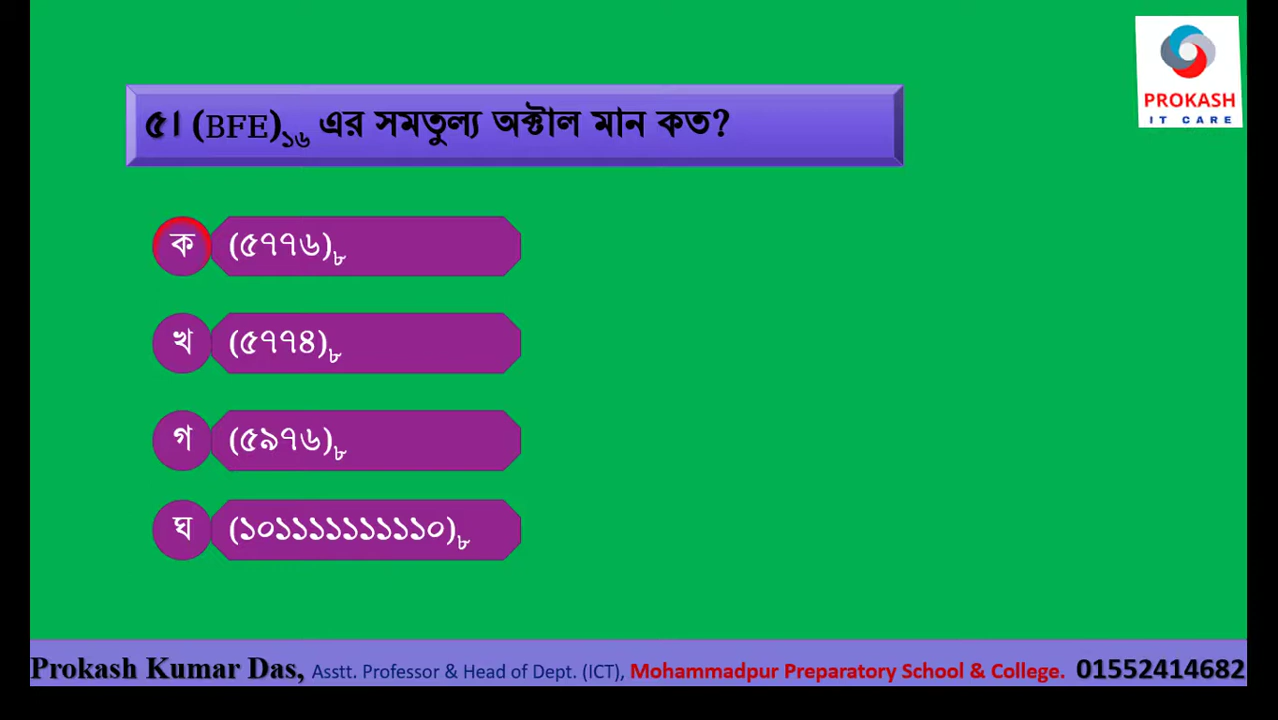 PROKASH
IT CARE
৫। (BFE)১৬ এর সমতুল্য অক্টাল মান কত?
ক (৫৭৭৬)৮
খ (৫৭৭৪)৮
গ (৫৯৭৬)৮
ঘ (১০১১১১১১১১১০)৮
Prokash Kumar Das, Asstt. Professor & Head of Dept. (ICT), Mohammadpur Preparatory School & College. 01552414682